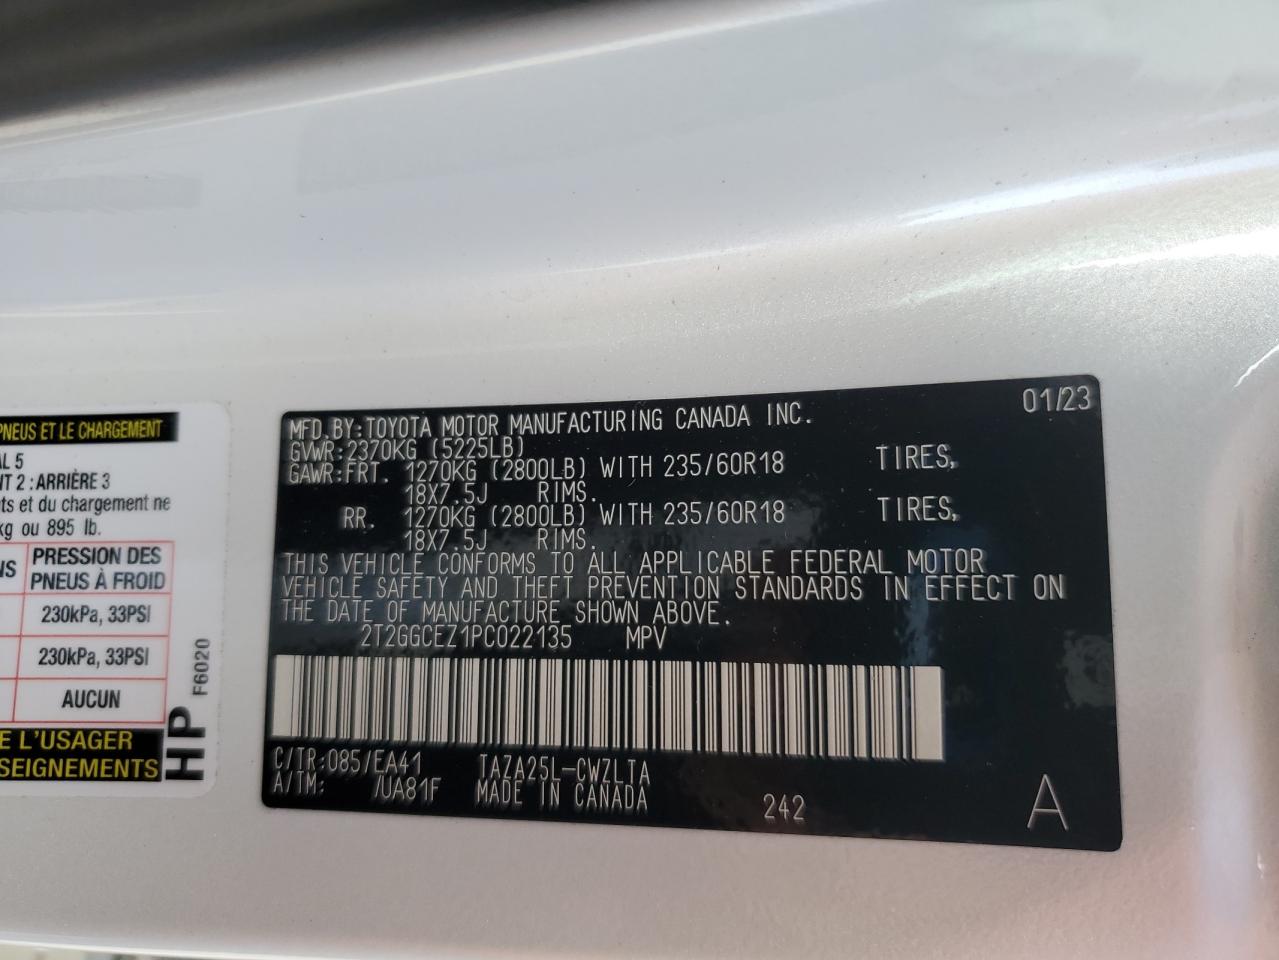 PNEUS ET LE CHARGEMENT
AL 5
NT 2 : ARRIÈRE 3
nts et du chargement ne
kg ou 895 lb.
NS PRESSION DES
PNEUS À FROID
230kPa, 33PSI
230kPa, 33PSI
AUCUN
E L'USAGER
SEIGNEMENTS
HP F6020
01/23
MFD.BY:TOYOTA MOTOR MANUFACTURING CANADA INC.
GVWR:2370KG (5225LB)
GAWR:FRT. 1270KG (2800LB) WITH 235/60R18 TIRES,
18X7.5J RIMS.
RR. 1270KG (2800LB) WITH 235/60R18 TIRES,
18X7.5J RIMS.
THIS VEHICLE CONFORMS TO ALL APPLICABLE FEDERAL MOTOR
VEHICLE SAFETY AND THEFT PREVENTION STANDARDS IN EFFECT ON
THE DATE OF MANUFACTURE SHOWN ABOVE.
2T2GGCEZ1PC022135 MPV
C/TR:085/EA41 TAZA25L-CWZLTA
A/TM: /UA81F MADE IN CANADA 242 A